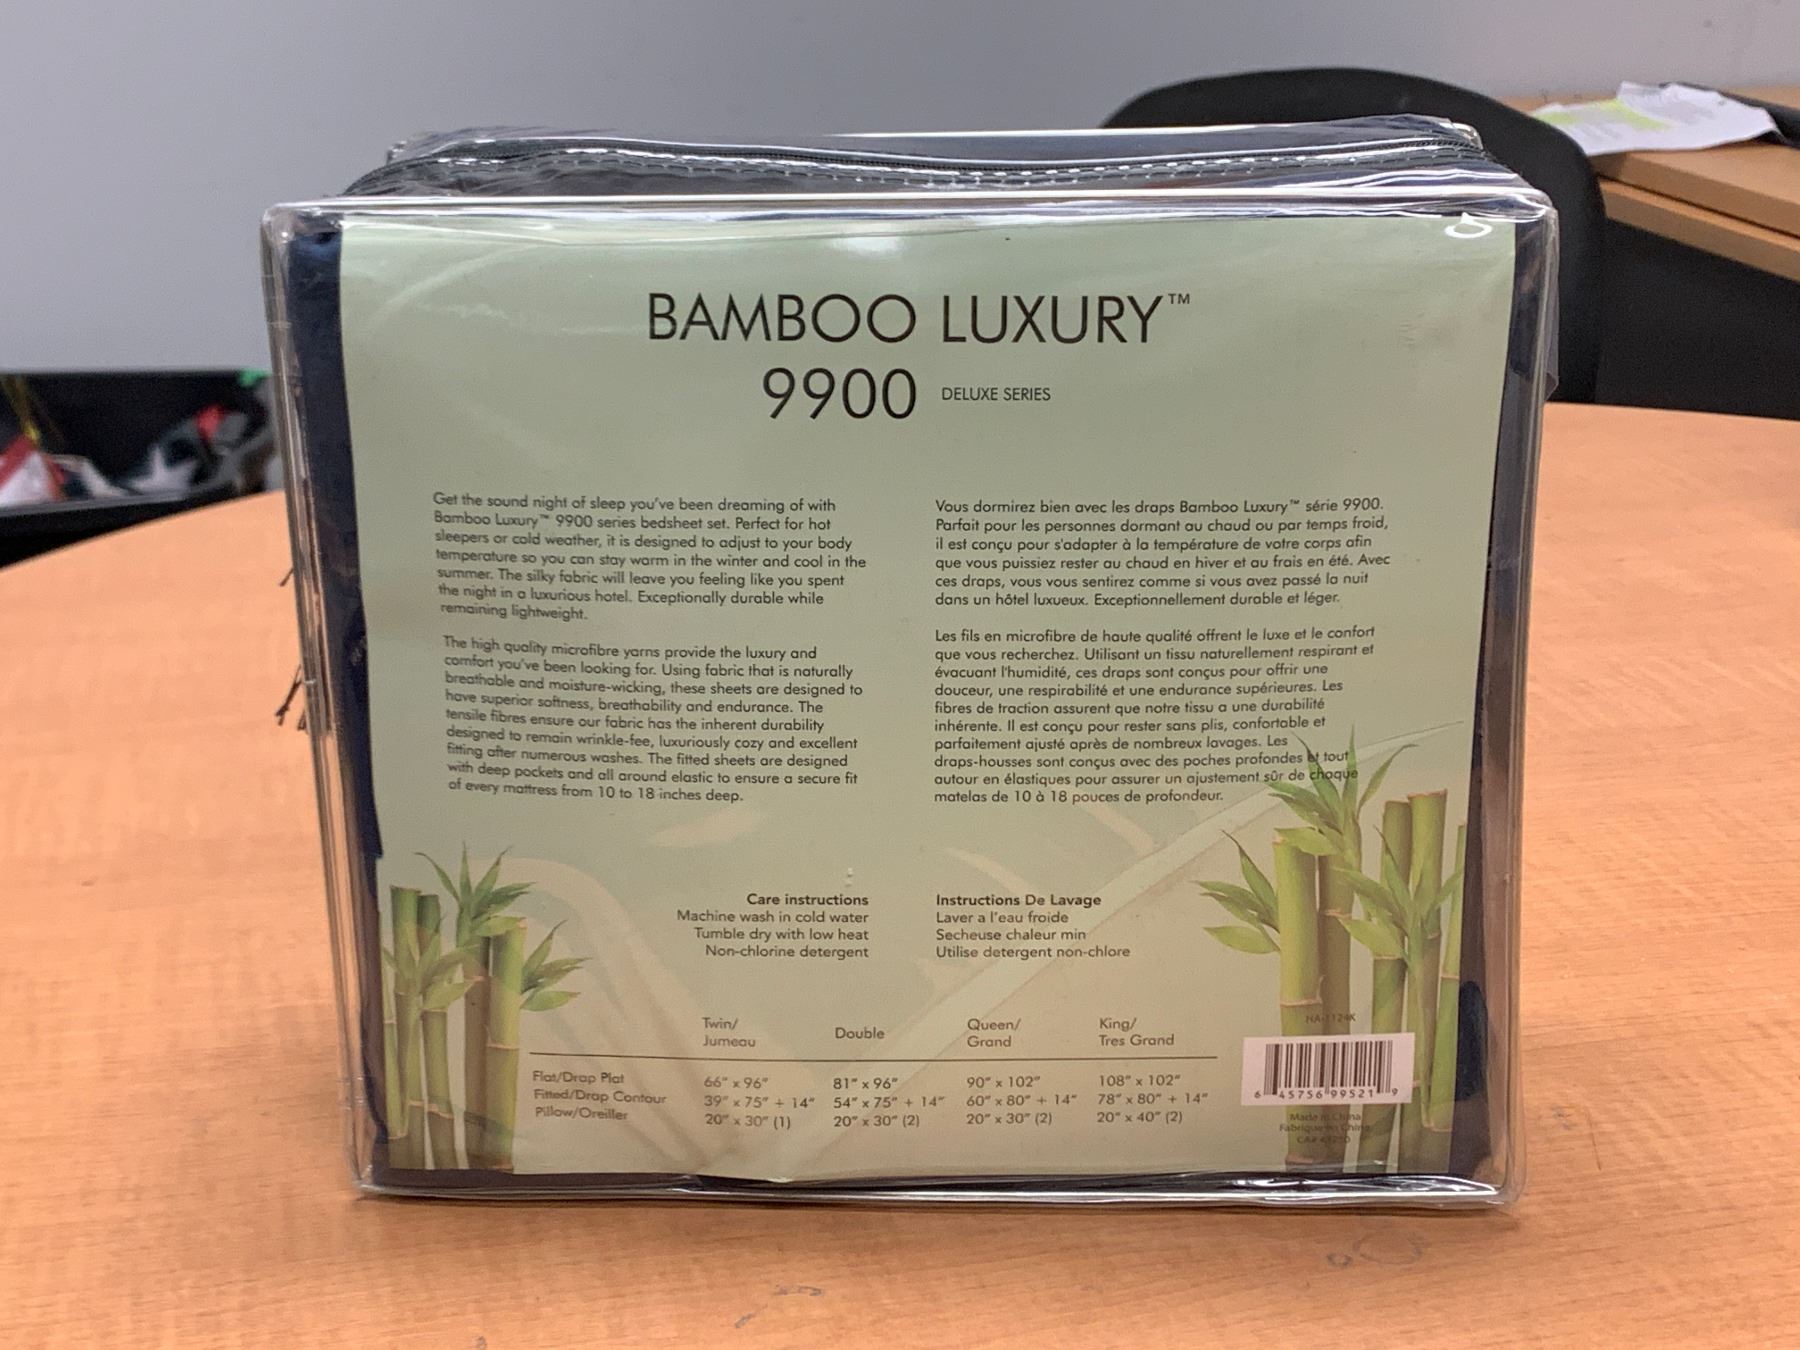 BAMBOO LUXURY™
9900 DELUXE SERIES
Get the sound night of sleep you've been dreaming of with
Bamboo Luxury™ 9900 series bedsheet set. Perfect for hot
sleepers or cold weather, it is designed to adjust to your body
temperature so you can stay warm in the winter and cool in the
summer. The silky fabric will leave you feeling like you spent
the night in a luxurious hotel. Exceptionally durable while
remaining lightweight.
The high quality microfibre yarns provide the luxury and
comfort you've been looking for. Using fabric that is naturally
breathable and moisture-wicking, these sheets are designed to
have superior softness, breathability and endurance. The
tensile fibres ensure our fabric has the inherent durability
designed to remain wrinkle-fee, luxuriously cozy and excellent
fitting after numerous washes. The fitted sheets are designed
with deep pockets and all around elastic to ensure a secure fit
of every mattress from 10 to 18 inches deep.
Vous dormirez bien avec les draps Bamboo Luxury™ série 9900.
Parfait pour les personnes dormant au chaud ou par temps froid,
il est conçu pour s'adapter à la température de votre corps afin
que vous puissiez rester au chaud en hiver et au frais en été. Avec
ces draps, vous vous sentirez comme si vous avez passé la nuit
dans un hôtel luxueux. Exceptionnellement durable et léger.
Les fils en microfibre de haute qualité offrent le luxe et le confort
que vous recherchez. Utilisant un tissu naturellement respirant et
évacuant l'humidité, ces draps sont conçus pour offrir une
douceur, une respirabilité et une endurance supérieures. Les
fibres de traction assurent que notre tissu a une durabilité
inhérente. Il est conçu pour rester sans plis, confortable et
parfaitement ajusté après de nombreux lavages. Les
draps-housses sont conçus avec des poches profondes et tout
autour en élastiques pour assurer un ajustement sûr de chaque
matelas de 10 à 18 pouces de profondeur.
Care instructions
Machine wash in cold water
Tumble dry with low heat
Non-chlorine detergent
Instructions De Lavage
Laver a l'eau froide
Secheuse chaleur min
Utilise detergent non-chlore
Twin/ Jumeau Double Queen/ Grand King/ Tres Grand
Flat/Drap Plat 66" x 96" 81" x 96" 90" x 102" 108" x 102"
Fitted/Drap Contour 39" x 75" + 14" 54" x 75" + 14" 60" x 80" + 14" 78" x 80" + 14"
Pillow/Oreiller 20" x 30" (1) 20" x 30" (2) 20" x 30" (2) 20" x 40" (2)
6 45756 99521 9
Made in China
Fabrique en Chine